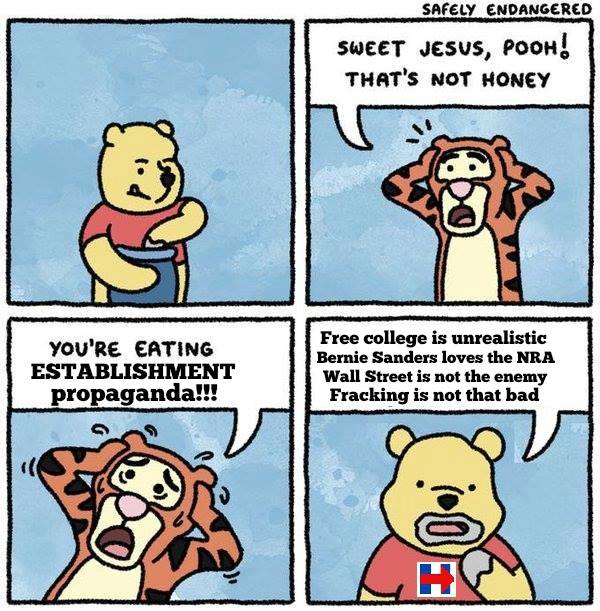 SAFELY ENDANGERED
SWEET JESUS, POOH!
THAT'S NOT HONEY
YOU'RE EATING
ESTABLISHMENT
propaganda!!!
Free college is unrealistic
Bernie Sanders loves the NRA
Wall Street is not the enemy
Fracking is not that bad
H